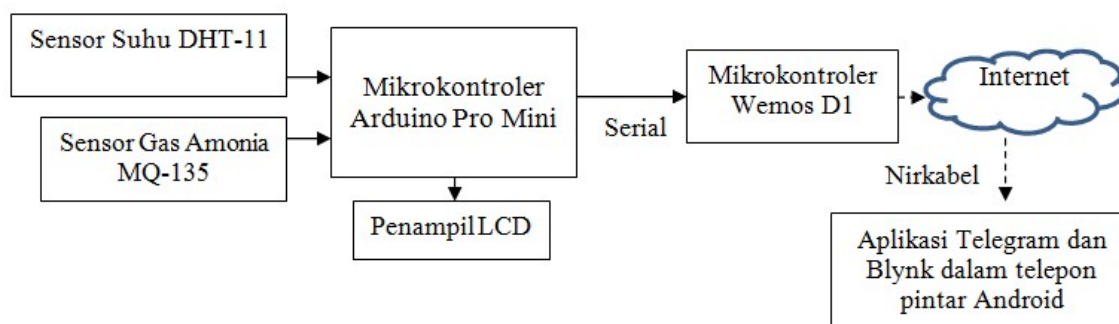 Sensor Suhu DHT-11
Sensor Gas Amonia
MQ-135
Mikrokontroler
Arduino Pro Mini
Penampil LCD
Serial
Mikrokontroler
Wemos D1
Internet
Nirkabel
Aplikasi Telegram dan
Blynk dalam telepon
pintar Android